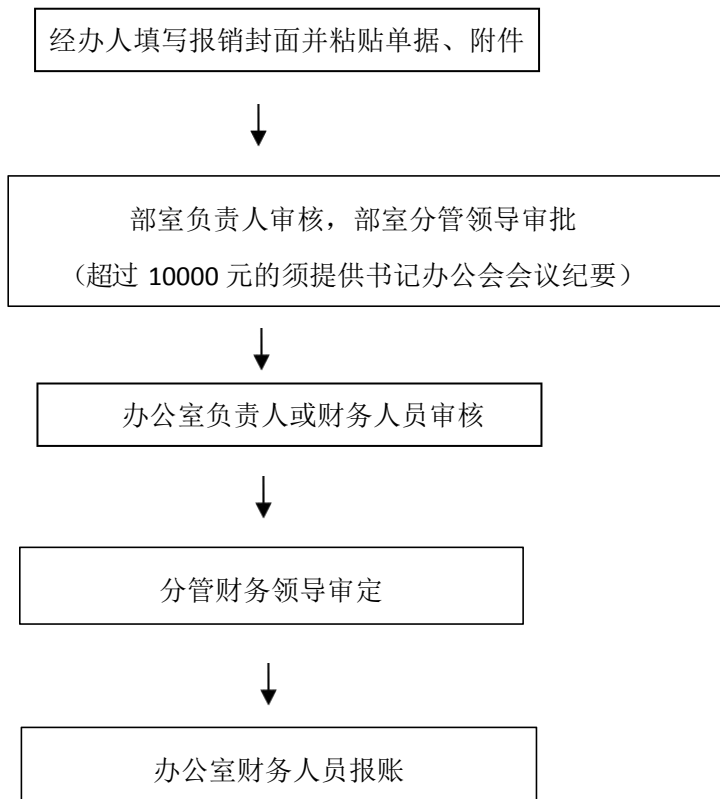 经办人填写报销封面并粘贴单据、附件
部室负责人审核，部室分管领导审批
（超过 10000 元的须提供书记办公会会议纪要）
办公室负责人或财务人员审核
分管财务领导审定
办公室财务人员报账